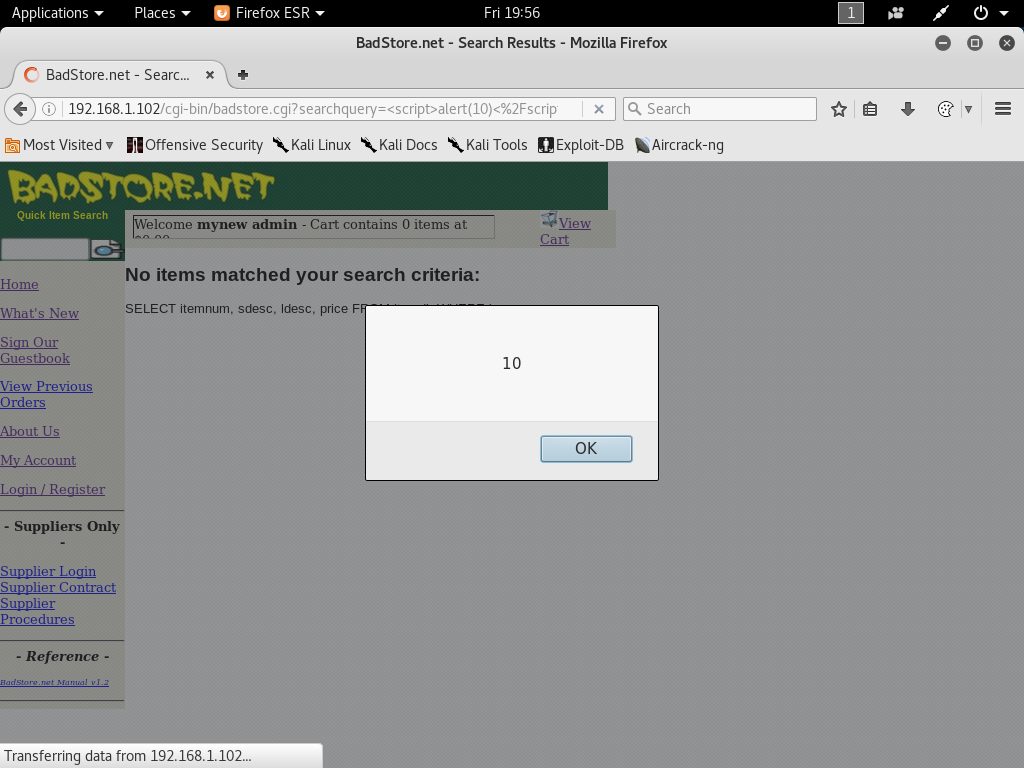 Applications Places Firefox ESR Fri 19:56 1
BadStore.net - Search Results - Mozilla Firefox
BadStore.net - Searc...
192.168.1.102/cgi-bin/badstore.cgi?searchquery=<script>alert(10)<%2Fscrip Search
Most Visited Offensive Security Kali Linux Kali Docs Kali Tools Exploit-DB Aircrack-ng
BADSTORE.NET
Quick Item Search
Welcome mynew admin - Cart contains 0 items at
View
Cart
No items matched your search criteria:
SELECT itemnum, sdesc, ldesc, price
10
OK
Home
What's New
Sign Our
Guestbook
View Previous
Orders
About Us
My Account
Login / Register
- Suppliers Only
-
Supplier Login
Supplier Contract
Supplier
Procedures
- Reference -
BadStore.net Manual v1.2
Transferring data from 192.168.1.102...